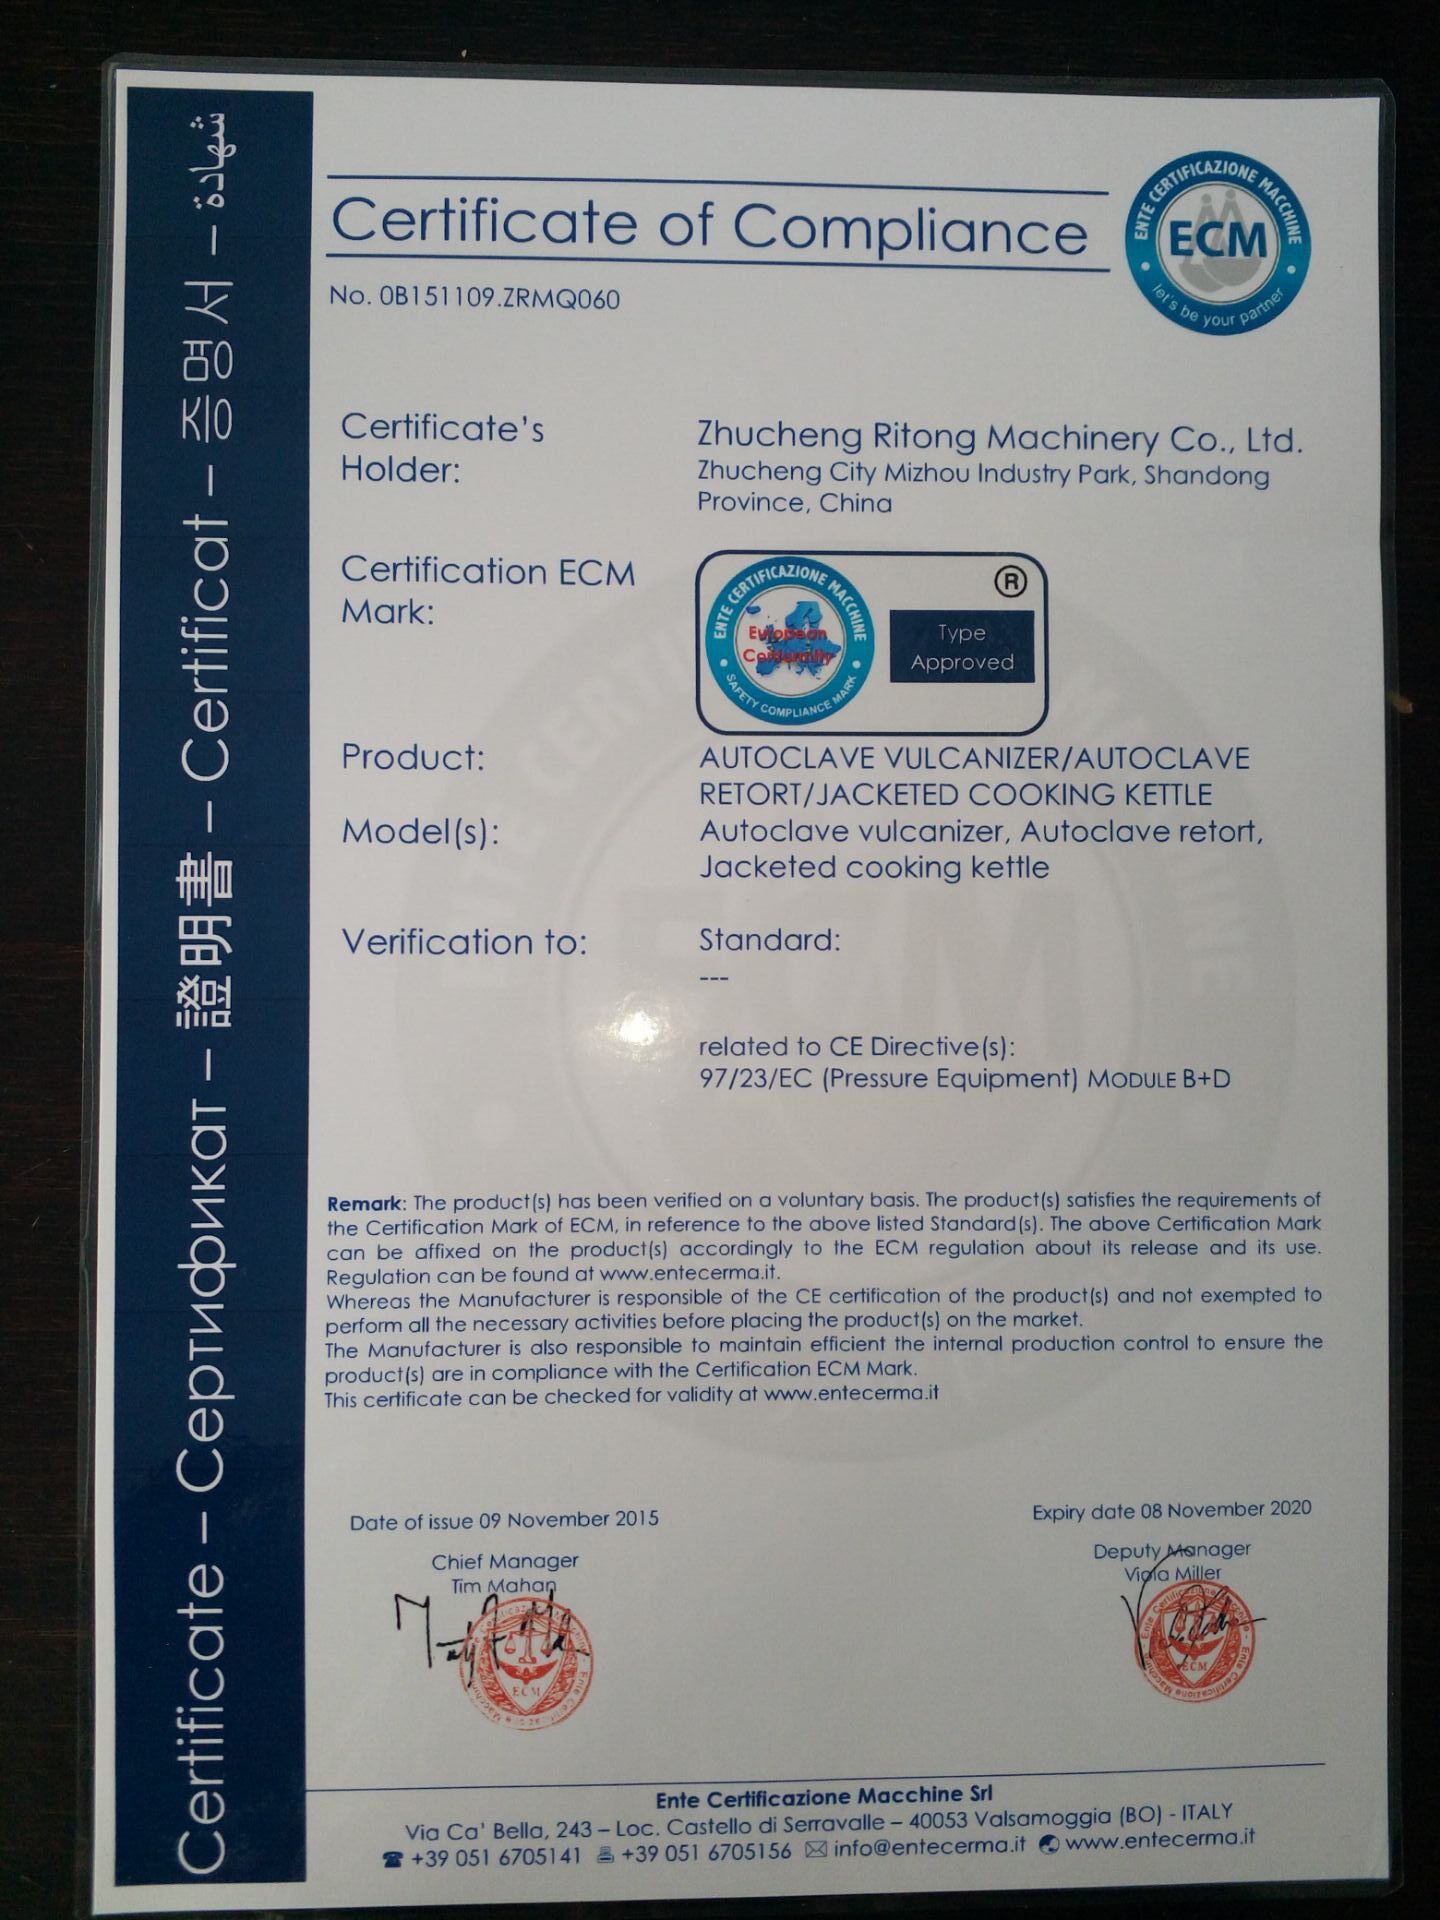 Certificate – Сертификат – 證明書 – Certificat – 증명서 – شهادة
Certificate of Compliance
ENTE CERTIFICAZIONE MACCHINE
ECM
let's be your partner
No. 0B151109.ZRMQ060
Certificate's
Holder:
Zhucheng Ritong Machinery Co., Ltd.
Zhucheng City Mizhou Industry Park, Shandong
Province, China
Certification ECM
Mark:
ENTE CERTIFICAZIONE MACCHINE
European
Conformity
SAFETY COMPLIANCE MARK
®
Type
Approved
Product:
AUTOCLAVE VULCANIZER/AUTOCLAVE
RETORT/JACKETED COOKING KETTLE
Model(s):
Autoclave vulcanizer, Autoclave retort,
Jacketed cooking kettle
Verification to:
Standard:
---
related to CE Directive(s):
97/23/EC (Pressure Equipment) MODULE B+D
Remark: The product(s) has been verified on a voluntary basis. The product(s) satisfies the requirements of
the Certification Mark of ECM, in reference to the above listed Standard(s). The above Certification Mark
can be affixed on the product(s) accordingly to the ECM regulation about its release and its use.
Regulation can be found at www.entecerma.it.
Whereas the Manufacturer is responsible of the CE certification of the product(s) and not exempted to
perform all the necessary activities before placing the product(s) on the market.
The Manufacturer is also responsible to maintain efficient the internal production control to ensure the
product(s) are in compliance with the Certification ECM Mark.
This certificate can be checked for validity at www.entecerma.it
Date of issue 09 November 2015
Expiry date 08 November 2020
Chief Manager
Tim Mahan
Deputy Manager
Viola Miller
ECM
ECM
Ente Certificazione Macchine Srl
Via Ca' Bella, 243 – Loc. Castello di Serravalle – 40053 Valsamoggia (BO) - ITALY
☎ +39 051 6705141 +39 051 6705156 ✉ info@entecerma.it www.entecerma.it